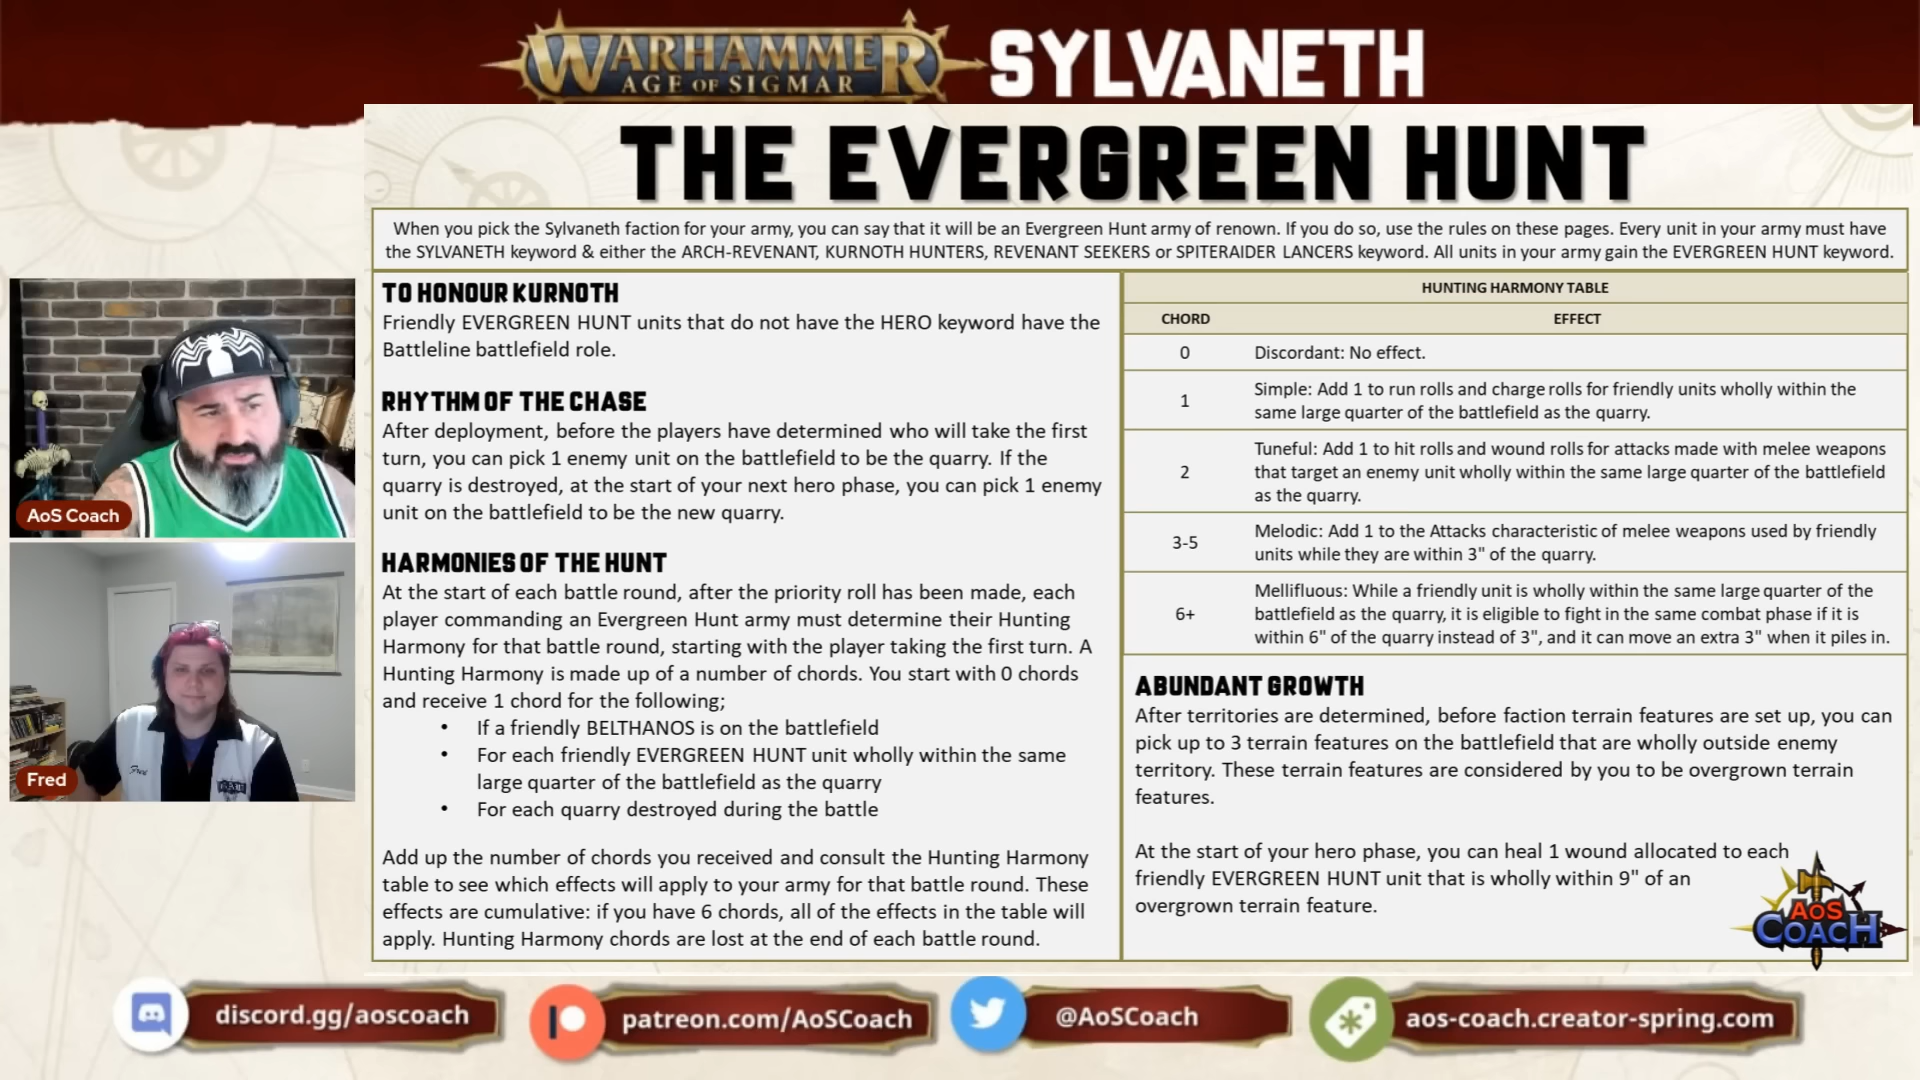 WARHAMMER
AGE OF SIGMAR
SYLVANETH
THE EVERGREEN HUNT
When you pick the Sylvaneth faction for your army, you can say that it will be an Evergreen Hunt army of renown. If you do so, use the rules on these pages. Every unit in your army must have
the SYLVANETH keyword & either the ARCH-REVENANT, KURNOTH HUNTERS, REVENANT SEEKERS or SPITERAIDER LANCERS keyword. All units in your army gain the EVERGREEN HUNT keyword.
TO HONOUR KURNOTH
Friendly EVERGREEN HUNT units that do not have the HERO keyword have the
Battleline battlefield role.
RHYTHM OF THE CHASE
After deployment, before the players have determined who will take the first
turn, you can pick 1 enemy unit on the battlefield to be the quarry. If the
quarry is destroyed, at the start of your next hero phase, you can pick 1 enemy
unit on the battlefield to be the new quarry.
HARMONIES OF THE HUNT
At the start of each battle round, after the priority roll has been made, each
player commanding an Evergreen Hunt army must determine their Hunting
Harmony for that battle round, starting with the player taking the first turn. A
Hunting Harmony is made up of a number of chords. You start with 0 chords
and receive 1 chord for the following;
• If a friendly BELTHANOS is on the battlefield
• For each friendly EVERGREEN HUNT unit wholly within the same
large quarter of the battlefield as the quarry
• For each quarry destroyed during the battle
Add up the number of chords you received and consult the Hunting Harmony
table to see which effects will apply to your army for that battle round. These
effects are cumulative: if you have 6 chords, all of the effects in the table will
apply. Hunting Harmony chords are lost at the end of each battle round.
HUNTING HARMONY TABLE
CHORD EFFECT
0 Discordant: No effect.
1 Simple: Add 1 to run rolls and charge rolls for friendly units wholly within the
same large quarter of the battlefield as the quarry.
2 Tuneful: Add 1 to hit rolls and wound rolls for attacks made with melee weapons
that target an enemy unit wholly within the same large quarter of the battlefield
as the quarry.
3-5 Melodic: Add 1 to the Attacks characteristic of melee weapons used by friendly
units while they are within 3" of the quarry.
6+ Mellifluous: While a friendly unit is wholly within the same large quarter of the
battlefield as the quarry, it is eligible to fight in the same combat phase if it is
within 6" of the quarry instead of 3", and it can move an extra 3" when it piles in.
ABUNDANT GROWTH
After territories are determined, before faction terrain features are set up, you can
pick up to 3 terrain features on the battlefield that are wholly outside enemy
territory. These terrain features are considered by you to be overgrown terrain
features.
At the start of your hero phase, you can heal 1 wound allocated to each
friendly EVERGREEN HUNT unit that is wholly within 9" of an
overgrown terrain feature.
AoS
COACH
AoS Coach
Fred
Fred
discord.gg/aoscoach
patreon.com/AoSCoach
@AoSCoach
aos-coach.creator-spring.com